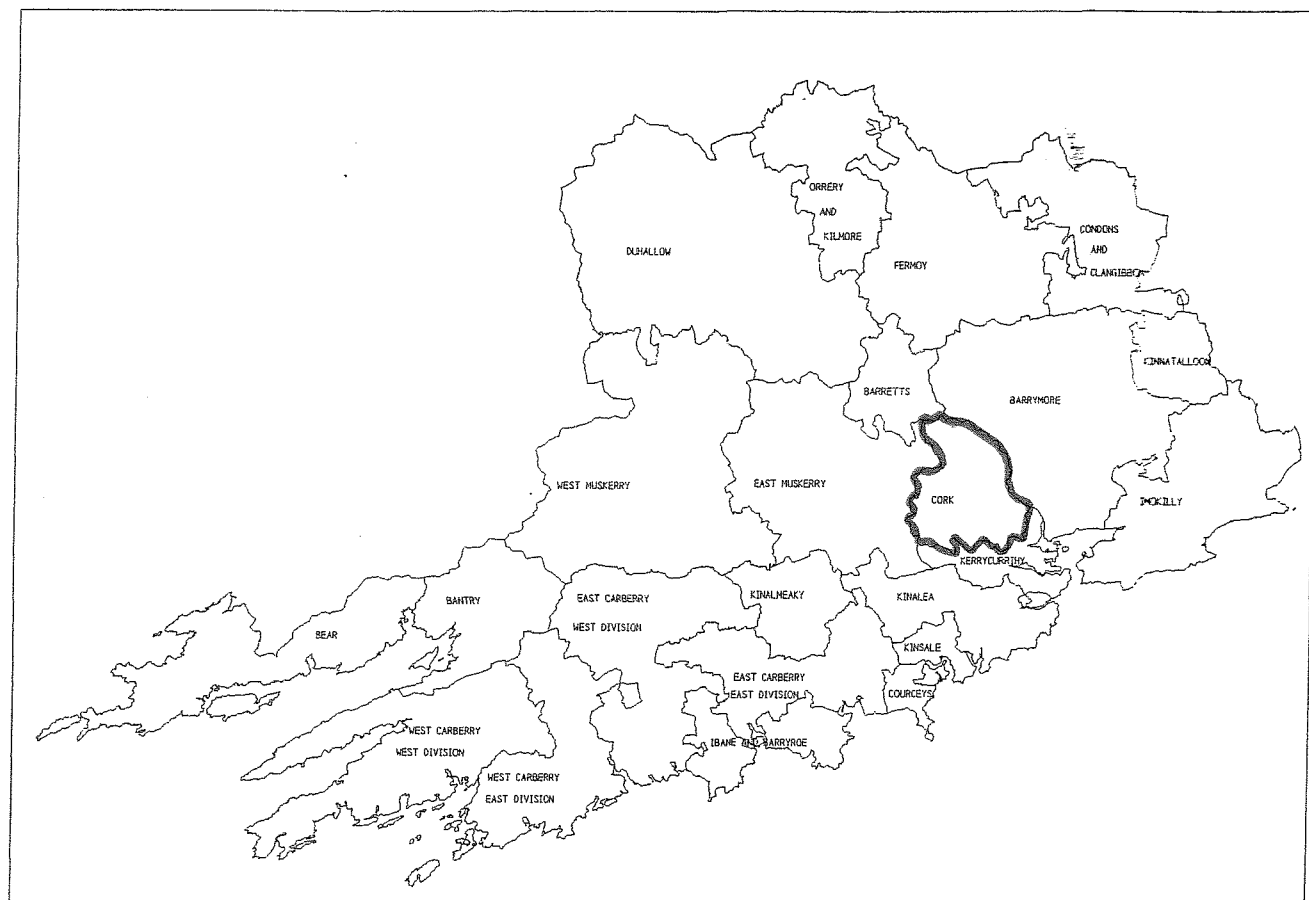 ORRERY
AND
KILMORE
DUHALLOW
FERMOY
CONDONS
AND
CLANGIBBON
KINNATALLOON
BARRETTS
BARRYMORE
WEST MUSKERRY
EAST MUSKERRY
CORK
IMOKILLY
KERRYCURRIHY
BANTRY
EAST CARBERRY
WEST DIVISION
KINALMEAKY
KINALEA
BEAR
KINSALE
EAST CARBERRY
EAST DIVISION
COURCEYS
WEST CARBERRY
WEST DIVISION
IBANE AND BARRYROE
WEST CARBERRY
EAST DIVISION